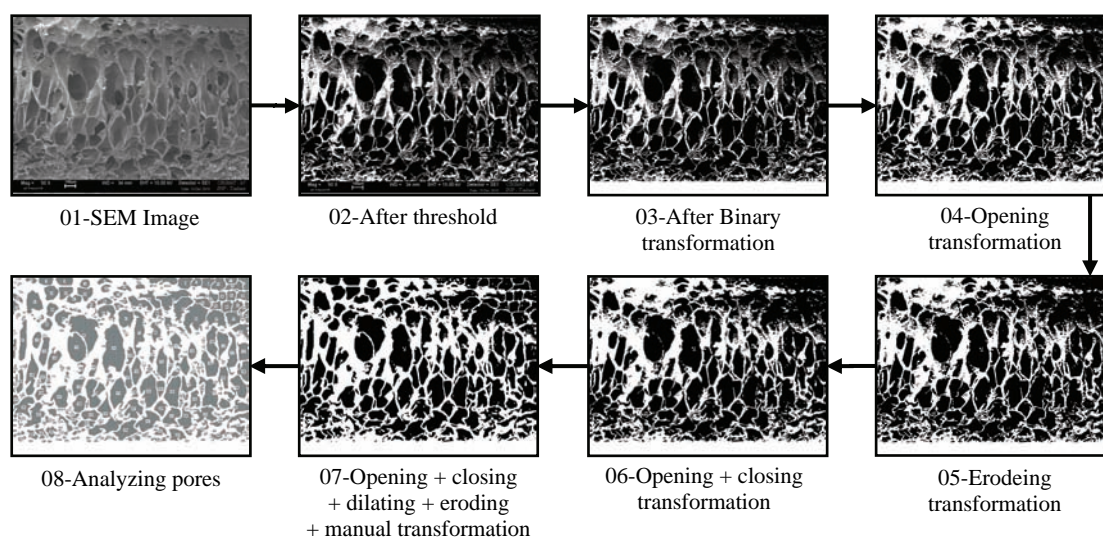 01-SEM Image
02-After threshold
03-After Binary
transformation
04-Opening
transformation
08-Analyzing pores
07-Opening + closing
+ dilating + eroding
+ manual transformation
06-Opening + closing
transformation
05-Erodeing
transformation